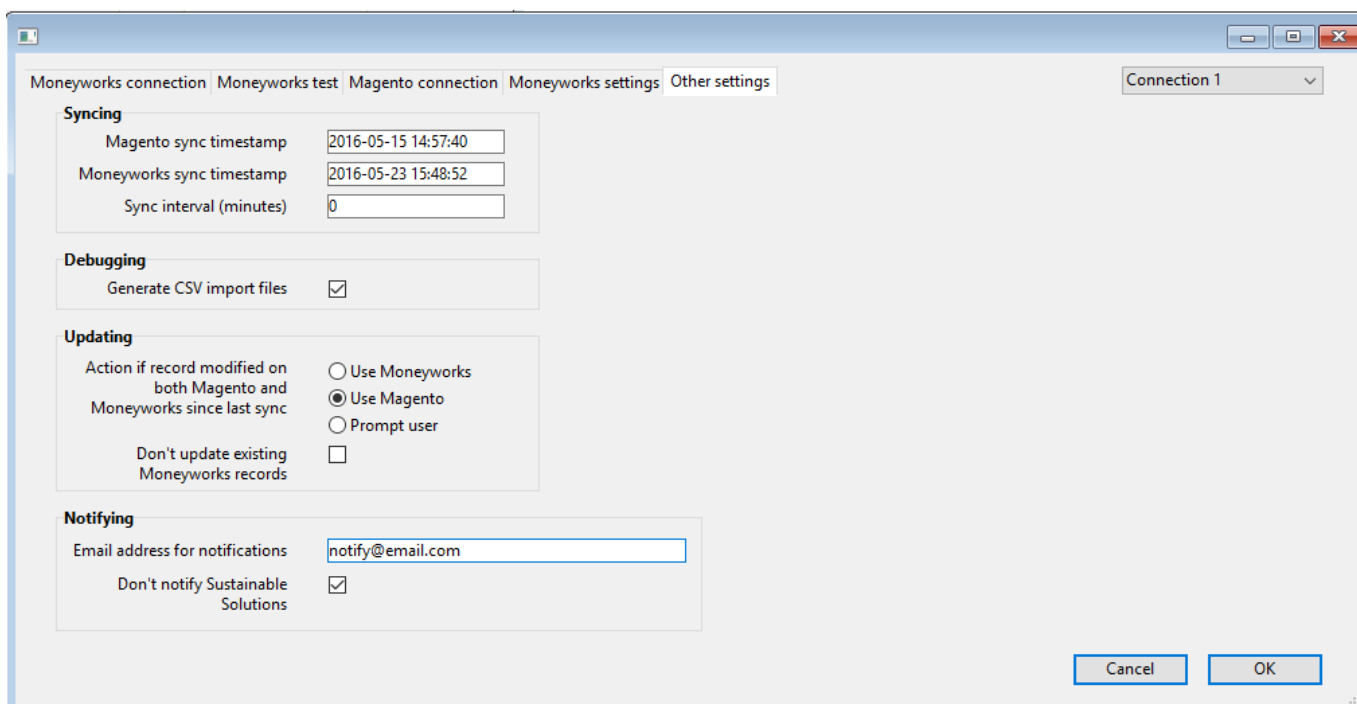 Moneyworks connection Moneyworks test Magento connection Moneyworks settings Other settings Connection 1
Syncing
Magento sync timestamp 2016-05-15 14:57:40
Moneyworks sync timestamp 2016-05-23 15:48:52
Sync interval (minutes) 0
Debugging
Generate CSV import files
Updating
Action if record modified on
both Magento and
Moneyworks since last sync
Use Moneyworks
Use Magento
Prompt user
Don't update existing
Moneyworks records
Notifying
Email address for notifications notify@email.com
Don't notify Sustainable
Solutions
Cancel OK